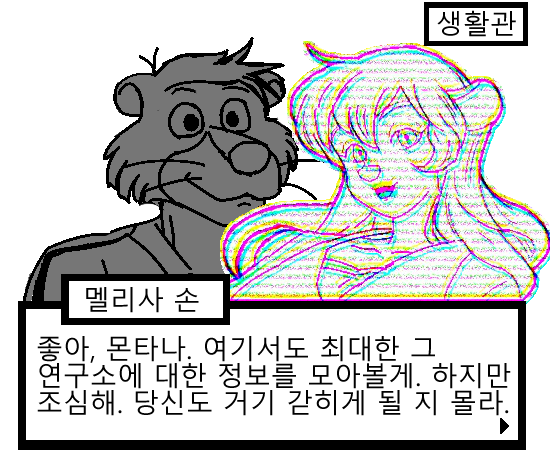 생활관
멜리사 손
좋아, 몬타나. 여기서도 최대한 그
연구소에 대한 정보를 모아볼게. 하지만
조심해. 당신도 거기 갇히게 될 지 몰라.